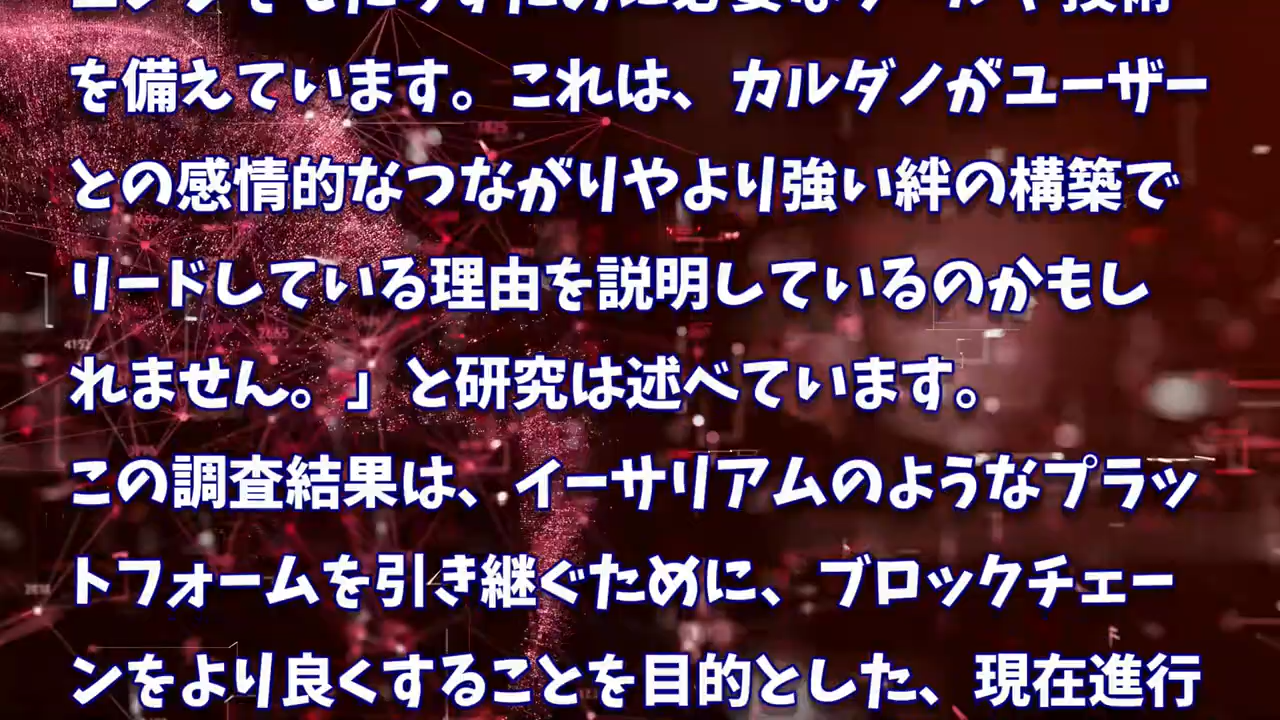 を備えています。これは、カルダノがユーザー
との感情的なつながりやより強い絆の構築で
リードしている理由を説明しているのかもし
れません。」と研究は述べています。
この調査結果は、イーサリアムのようなプラッ
トフォームを引き継ぐために、ブロックチェー
ンをより良くすることを目的とした、現在進行